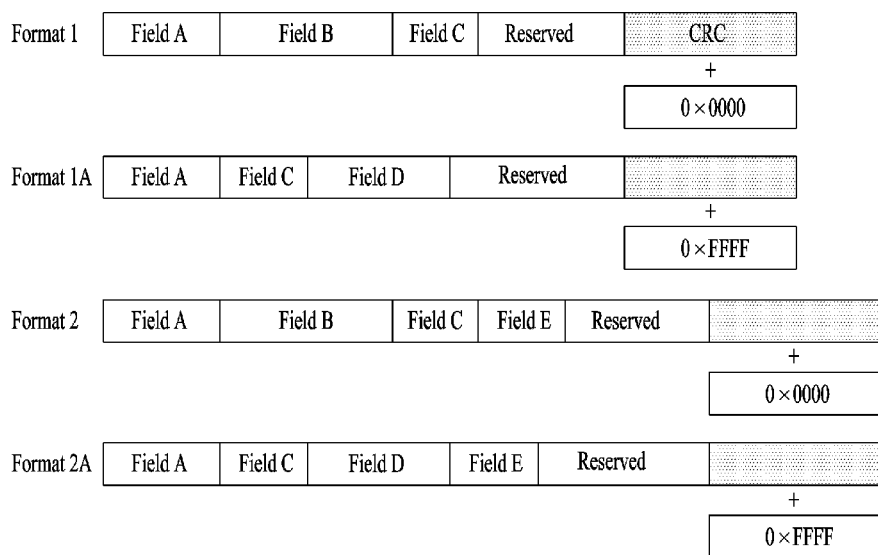 Format 1 Field A Field B Field C Reserved CRC
+
0×0000
Format 1A Field A Field C Field D Reserved
+
0×FFFF
Format 2 Field A Field B Field C Field E Reserved
+
0×0000
Format 2A Field A Field C Field D Field E Reserved
+
0×FFFF